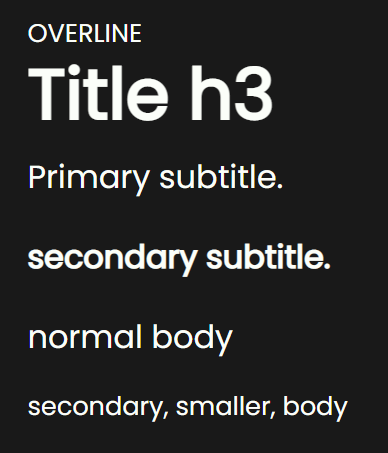 OVERLINE
Title h3
Primary subtitle.
secondary subtitle.
normal body
secondary, smaller, body